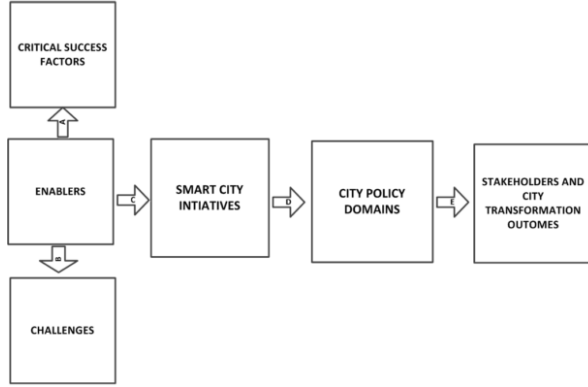 CRITICAL SUCCESS
FACTORS
A
ENABLERS
C
SMART CITY
INTIATIVES
D
CITY POLICY
DOMAINS
E
STAKEHOLDERS AND
CITY
TRANSFORMATION
OUTOMES
B
CHALLENGES